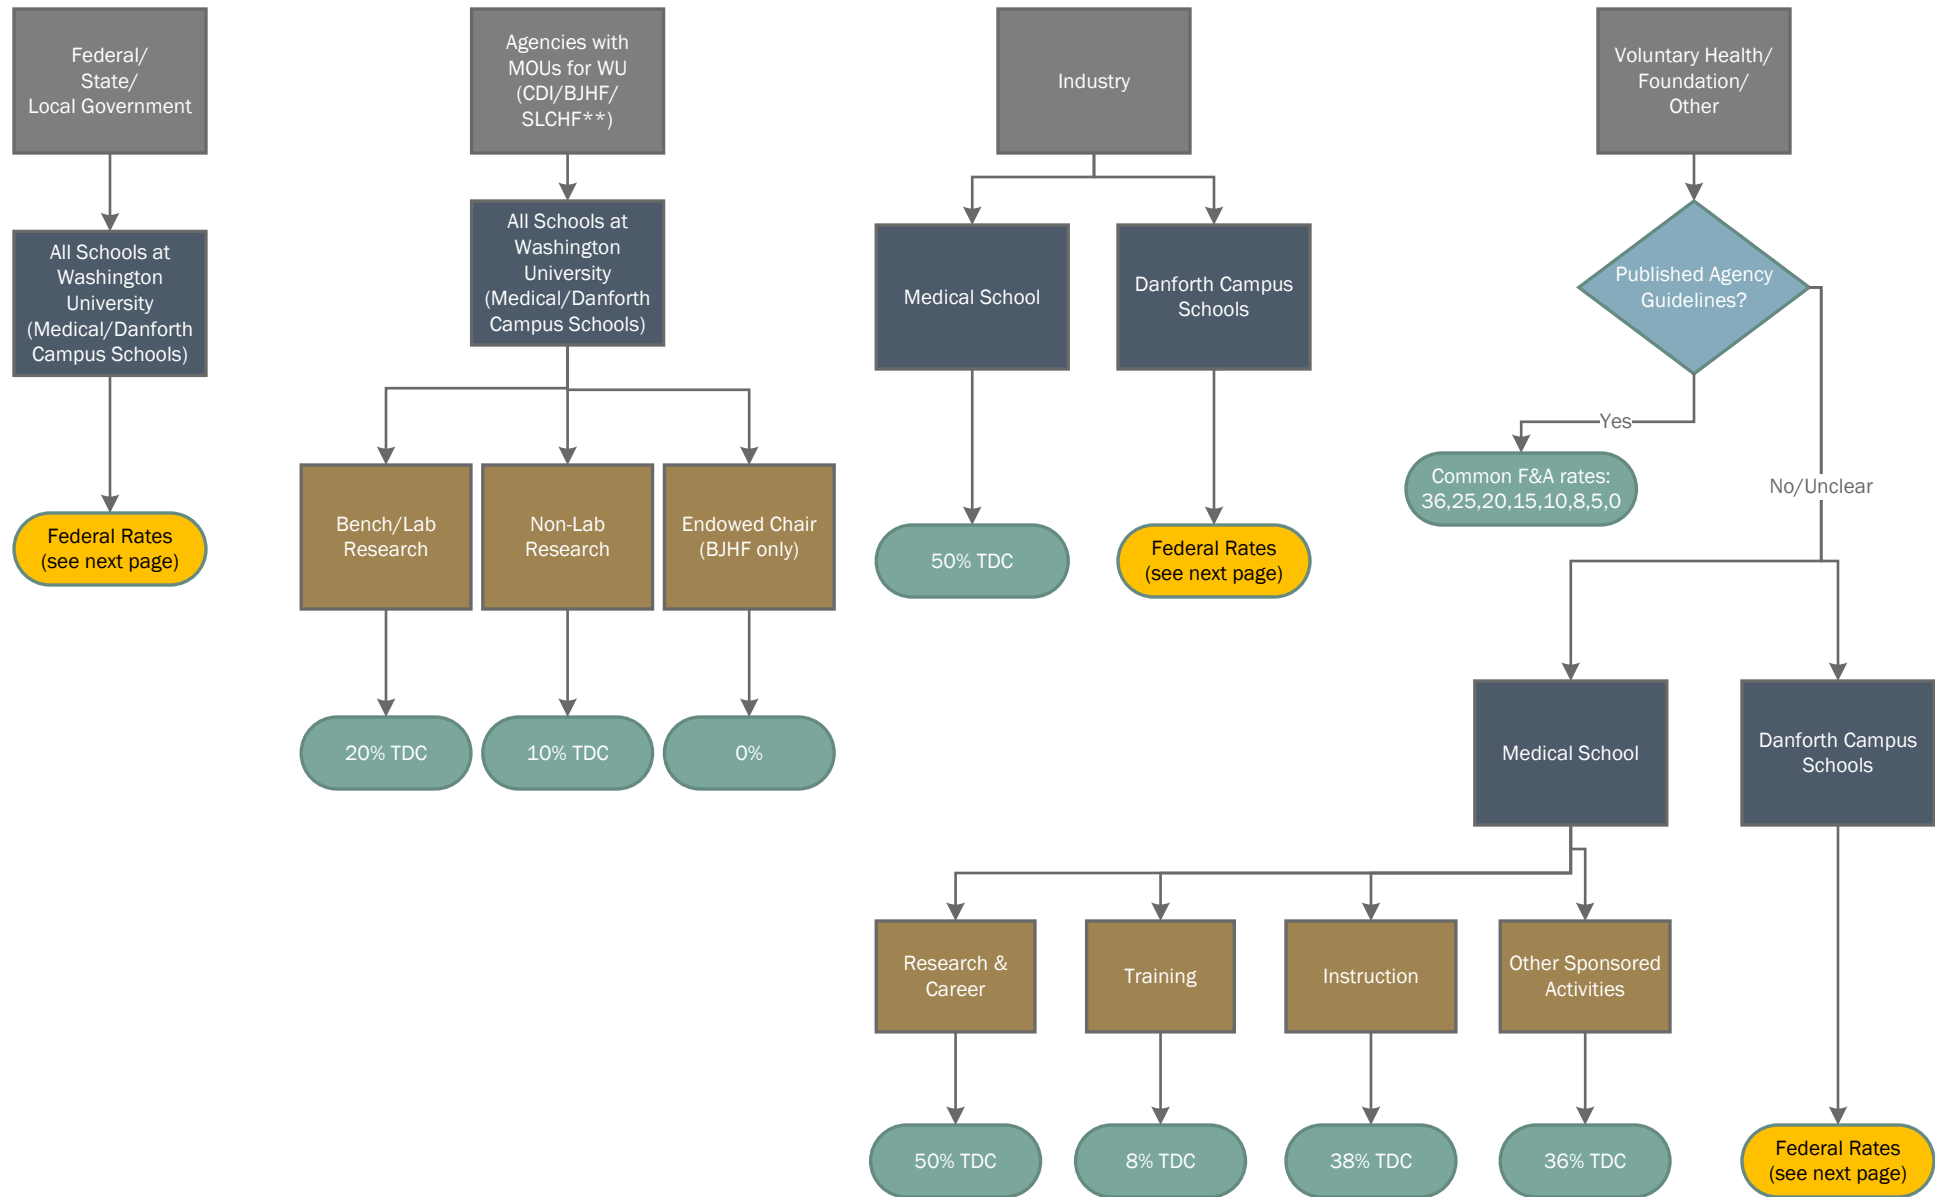 Federal/
State/
Local Government
Agencies with
MOUs for WU
(CDI/BJHF/
SLCHF**)
Industry
Voluntary Health/
Foundation/
Other
All Schools at
Washington
University
(Medical/Danforth
Campus Schools)
All Schools at
Washington
University
(Medical/Danforth
Campus Schools)
Medical School
Danforth Campus
Schools
Published Agency
Guidelines?
Yes
No/Unclear
Common F&A rates:
36,25,20,15,10,8,5,0
Federal Rates
(see next page)
Bench/Lab
Research
Non-Lab
Research
Endowed Chair
(BJHF only)
50% TDC
Federal Rates
(see next page)
20% TDC
10% TDC
0%
Medical School
Danforth Campus
Schools
Research &
Career
Training
Instruction
Other Sponsored
Activities
50% TDC
8% TDC
38% TDC
36% TDC
Federal Rates
(see next page)